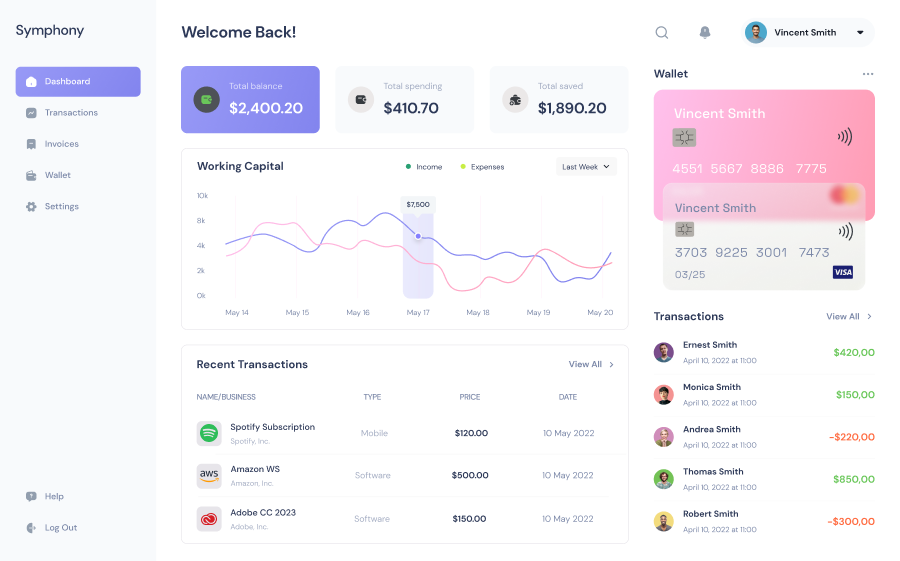 Symphony
Dashboard
Transactions
Invoices
Wallet
Settings
Help
Log Out
Welcome Back!
Vincent Smith
Total balance
$2,400.20
Total spending
$410.70
Total saved
$1,890.20
Working Capital
Income
Expenses
Last Week
10k
8k
4k
2k
0k
$7,500
May 14
May 15
May 16
May 17
May 18
May 19
May 20
Recent Transactions
View All
NAME/BUSINESS TYPE PRICE DATE
Spotify Subscription
Spotify, Inc.
Mobile $120.00 10 May 2022
aws
Amazon WS
Amazon, Inc.
Software $500.00 10 May 2022
Adobe CC 2023
Adobe, Inc.
Software $150.00 10 May 2022
Wallet
Vincent Smith
4551 5667 8886 7775
Vincent Smith
3703 9225 3001 7473
03/25
VISA
Transactions
View All
Ernest Smith
April 10, 2022 at 11:00
$420,00
Monica Smith
April 10, 2022 at 11:00
$150,00
Andrea Smith
April 10, 2022 at 11:00
-$220,00
Thomas Smith
April 10, 2022 at 11:00
$850,00
Robert Smith
April 10, 2022 at 11:00
-$300,00